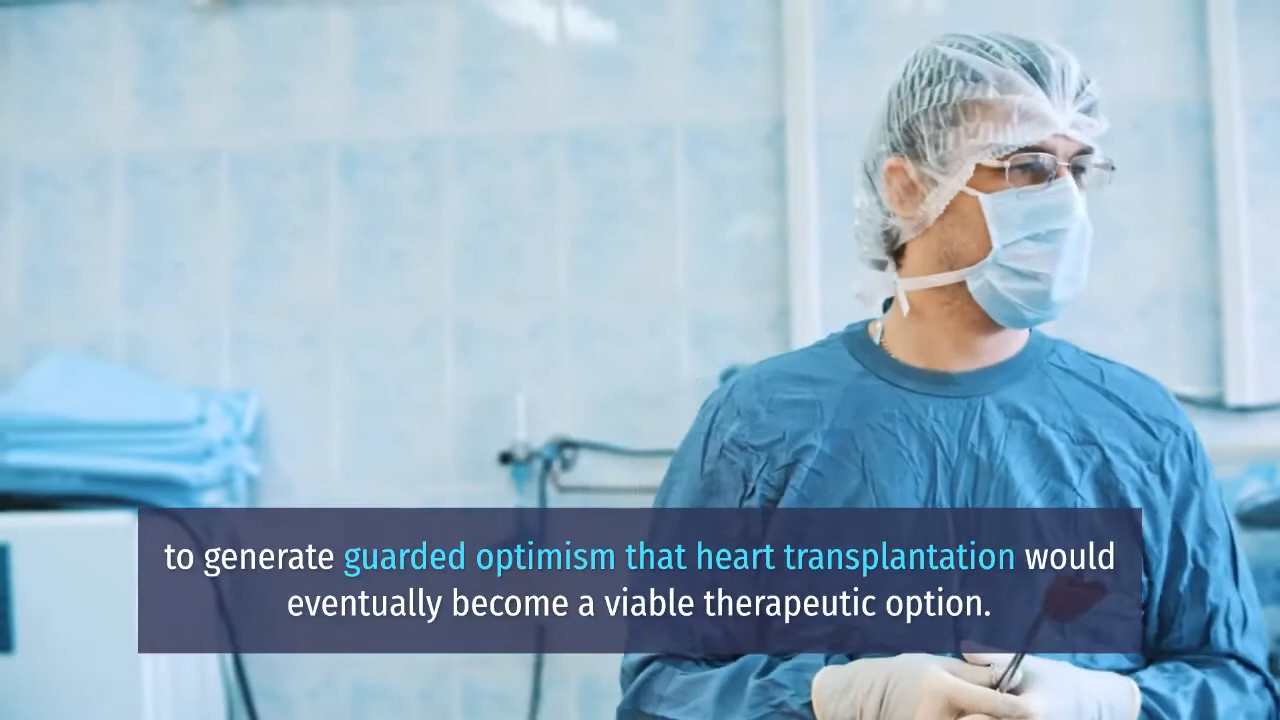 to generate guarded optimism that heart transplantation would
eventually become a viable therapeutic option.